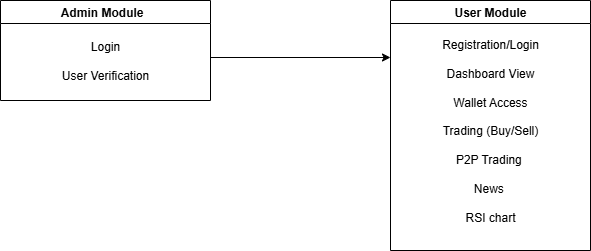 Admin Module
Login
User Verification
User Module
Registration/Login
Dashboard View
Wallet Access
Trading (Buy/Sell)
P2P Trading
News
RSI chart